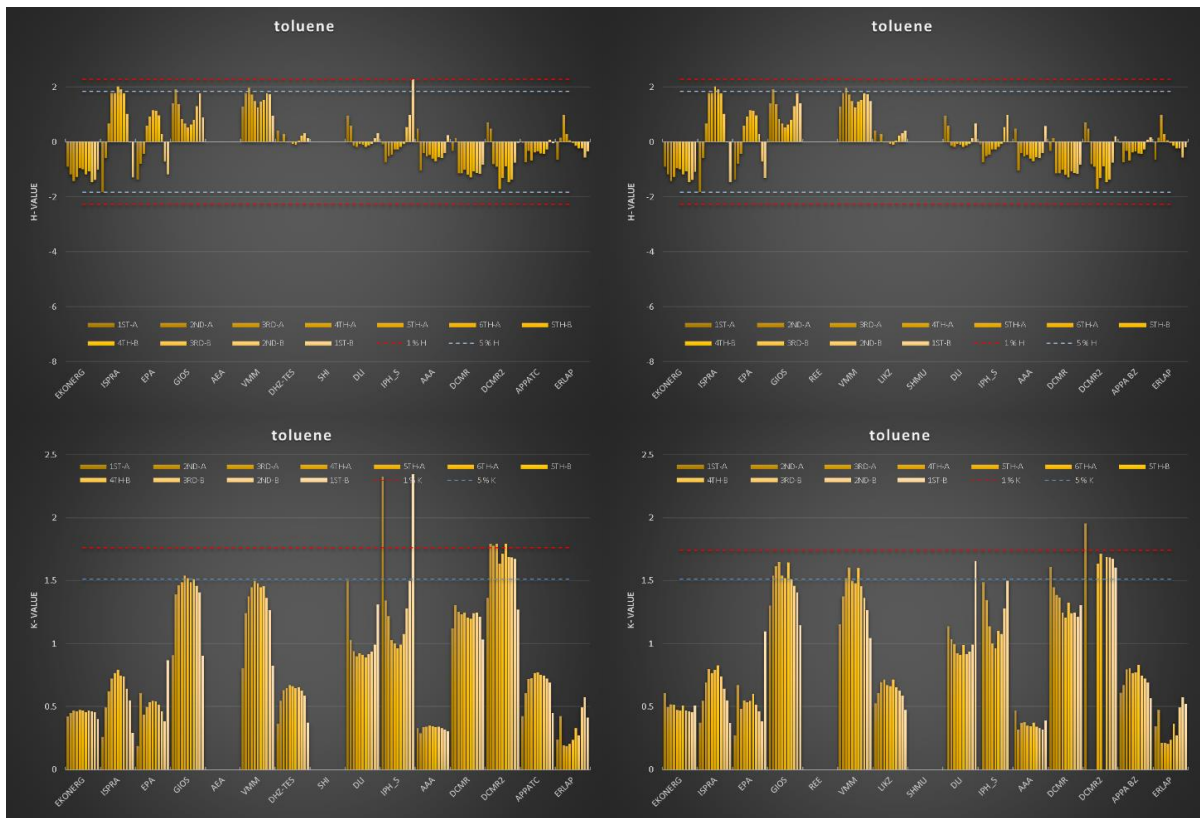 toluene
2
0
-2
-4
-6
-8
H-VALUE
1ST-A 2ND-A 3RD-A 4TH-A 5TH-A 6TH-A 5TH-B
4TH-B 3RD-B 2ND-B 1ST-B 1% H 5% H
EKONERG ISPRA EPA GIOS AEA VMM DHZ-TES SHI DLI IPH_S AAA DCMR DCMR2 APPATC ERLAP
toluene
2
0
-2
-4
-6
-8
H-VALUE
1ST-A 2ND-A 3RD-A 4TH-A 5TH-A 6TH-A 5TH-B
4TH-B 3RD-B 2ND-B 1ST-B 1% H 5% H
EKONERG ISPRA EPA GIOS REE VMM LIKZ SHMU DLI IPH_S AAA DCMR DCMR2 APPA BZ ERLAP
toluene
2.5
1ST-A 2ND-A 3RD-A 4TH-A 5TH-A 6TH-A 5TH-B
4TH-B 3RD-B 2ND-B 1ST-B 1% K 5% K
2
1.5
1
0.5
0
K-VALUE
EKONERG ISPRA EPA GIOS AEA VMM DHZ-TES SHI DLI IPH_S AAA DCMR DCMR2 APPATC ERLAP
toluene
2.5
1ST-A 2ND-A 3RD-A 4TH-A 5TH-A 6TH-A 5TH-B
4TH-B 3RD-B 2ND-B 1ST-B 1% K 5% K
2
1.5
1
0.5
0
K-VALUE
EKONERG ISPRA EPA GIOS REE VMM LIKZ SHMU DLI IPH_S AAA DCMR DCMR2 APPA BZ ERLAP